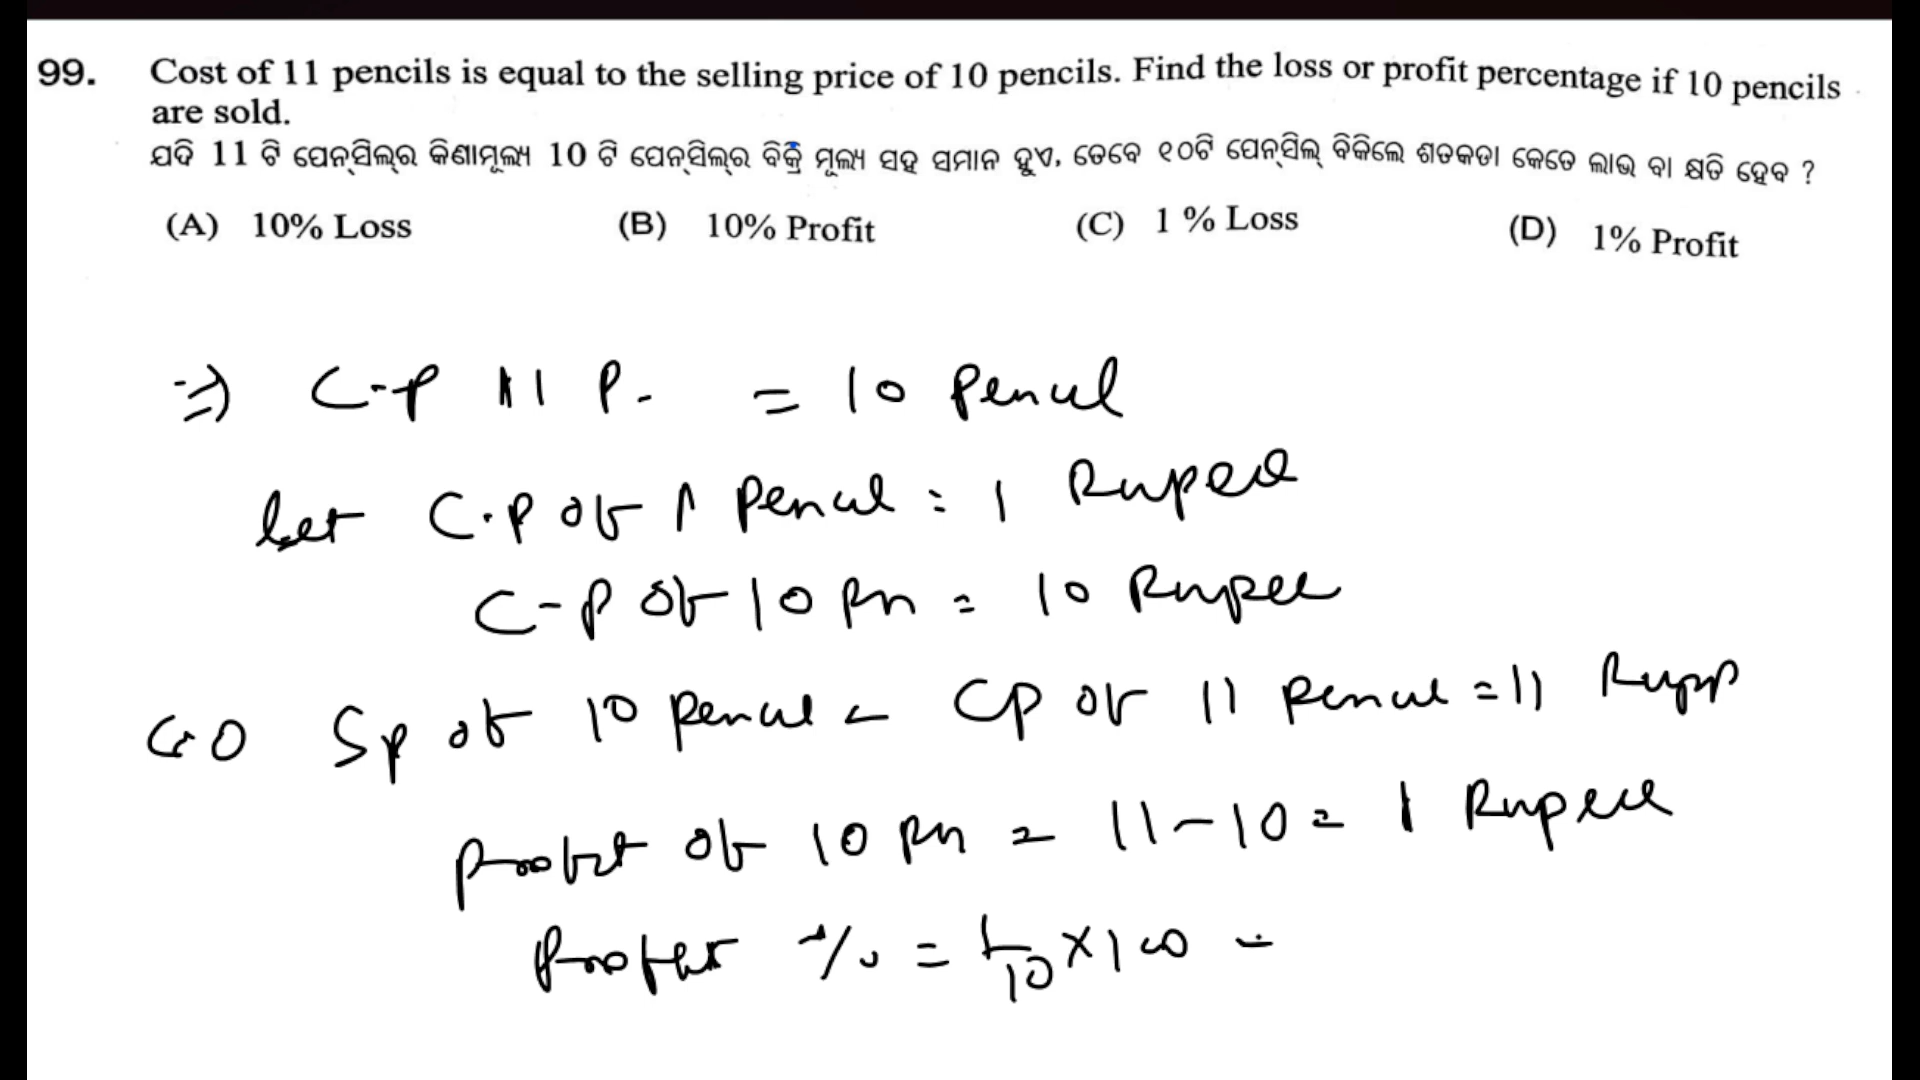 99. Cost of 11 pencils is equal to the selling price of 10 pencils. Find the loss or profit percentage if 10 pencils
are sold.
ଯଦି 11 ଟି ପେନ୍‌ସିଲ୍‌ର କିଣାମୂଲ୍ୟ 10 ଟି ପେନ୍‌ସିଲ୍‌ର ବିକ୍ରି ମୂଲ୍ୟ ସହ ସମାନ ହୁଏ, ତେବେ ୧୦ଟି ପେନ୍‌ସିଲ୍ ବିକିଲେ ଶତକଡା କେତେ ଲାଭ ବା କ୍ଷତି ହେବ ?
(A) 10% Loss (B) 10% Profit (C) 1 % Loss (D) 1% Profit
=> C-P 11 P. = 10 Pencil
let C.P of 1 Pencil = 1 Rupee
C-P of 10 Pn = 10 Rupee
Sp of 10 pencil = CP of 11 pencil = 11
profit of 10 Pn = 11-10 = 1 Rupee
% = 1/10 × 100 =